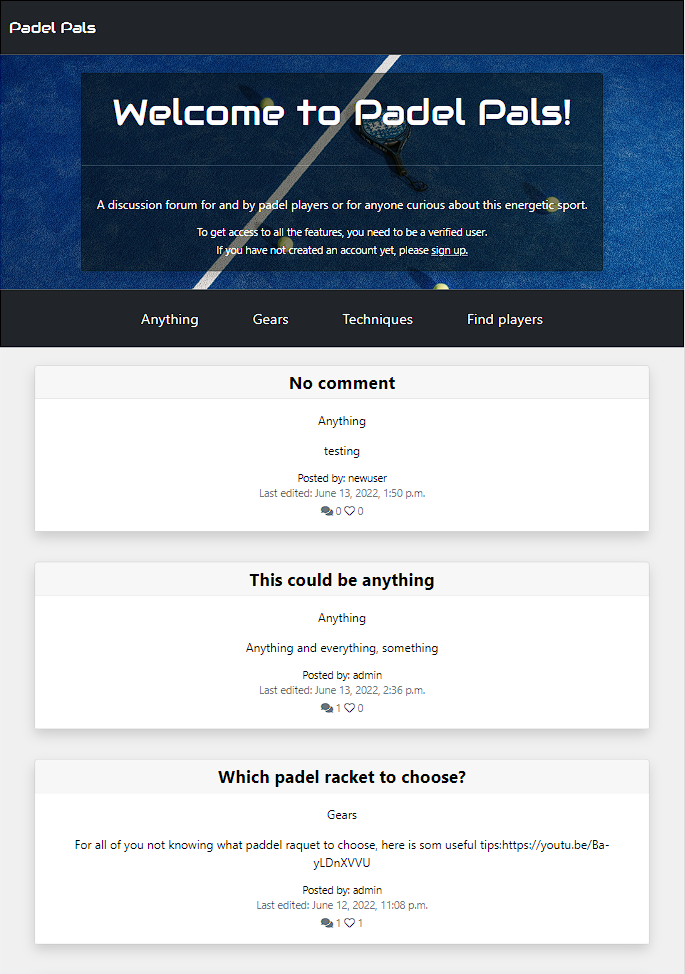 Padel Pals
Welcome to Padel Pals!
A discussion forum for and by padel players or for anyone curious about this energetic sport.
To get access to all the features, you need to be a verified user.
If you have not created an account yet, please sign up.
Anything Gears Techniques Find players
No comment
Anything
testing
Posted by: newuser
Last edited: June 13, 2022, 1:50 p.m.
0 0
This could be anything
Anything
Anything and everything, something
Posted by: admin
Last edited: June 13, 2022, 2:36 p.m.
1 0
Which padel racket to choose?
Gears
For all of you not knowing what paddel raquet to choose, here is som useful tips:https://youtu.be/Ba-
yLDnXVVU
Posted by: admin
Last edited: June 12, 2022, 11:08 p.m.
1 1